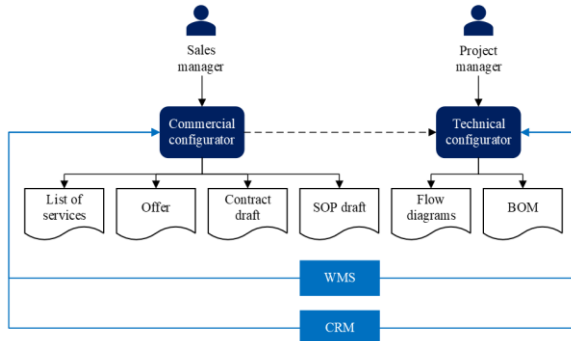 Sales
manager
Project
manager
Commercial
configurator
Technical
configurator
List of
services
Offer
Contract
draft
SOP draft
Flow
diagrams
BOM
WMS
CRM